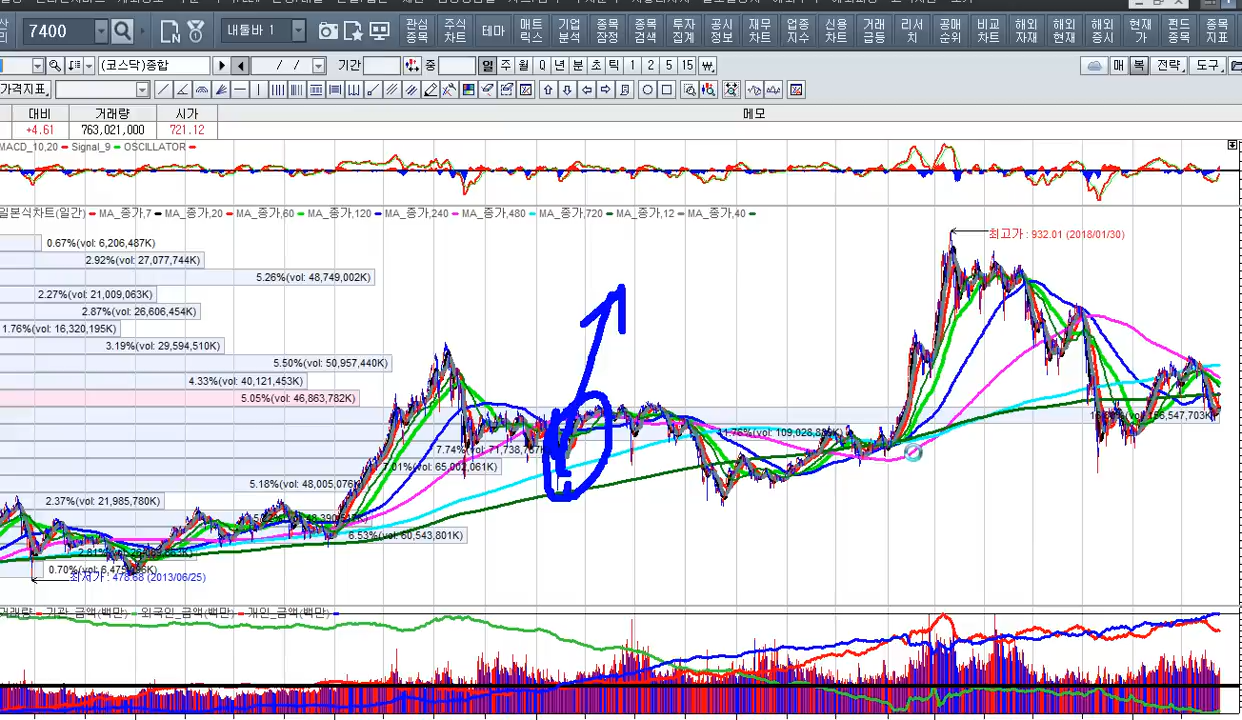 7400 내툴바 1 관심종목 주식차트 테마 매트릭스 기업분석 종목잠정 종목검색 투자집계 공시정보 재무차트 업종지수 신용차트 거래급등 리서치 공매순위 비교차트 해외자재 해외현재 해외증시 현재가 펀드종목 종목지표
(코스닥)종합 / / 기간 중 일 주 월 Q 년 분 초 틱 1 2 5 15 매 복 전략 도구
가격지표
대비 거래량 시가 메모
+4.61 763,021,000 721.12
MACD_10,20 Signal_9 OSCILLATOR
일본식차트(일간) MA_종가,7 MA_종가,20 MA_종가,60 MA_종가,120 MA_종가,240 MA_종가,480 MA_종가,720 MA_종가,12 MA_종가,40
최고가 : 932.01 (2018/01/30)
0.67%(vol: 6,206,487K)
2.92%(vol: 27,077,744K)
5.26%(vol: 48,749,002K)
2.27%(vol: 21,009,063K)
2.87%(vol: 26,606,454K)
1.76%(vol: 16,320,195K)
3.19%(vol: 29,594,510K)
5.50%(vol: 50,957,440K)
4.33%(vol: 40,121,453K)
5.05%(vol: 46,863,782K)
7.01%(vol: 65,002,061K)
5.18%(vol: 48,005,076K)
2.37%(vol: 21,985,780K)
6.53%(vol: 60,543,801K)
최저가 : 478.68 (2013/06/25)
거래량 기관_금액(백만) 외국인_금액(백만) 개인_금액(백만)